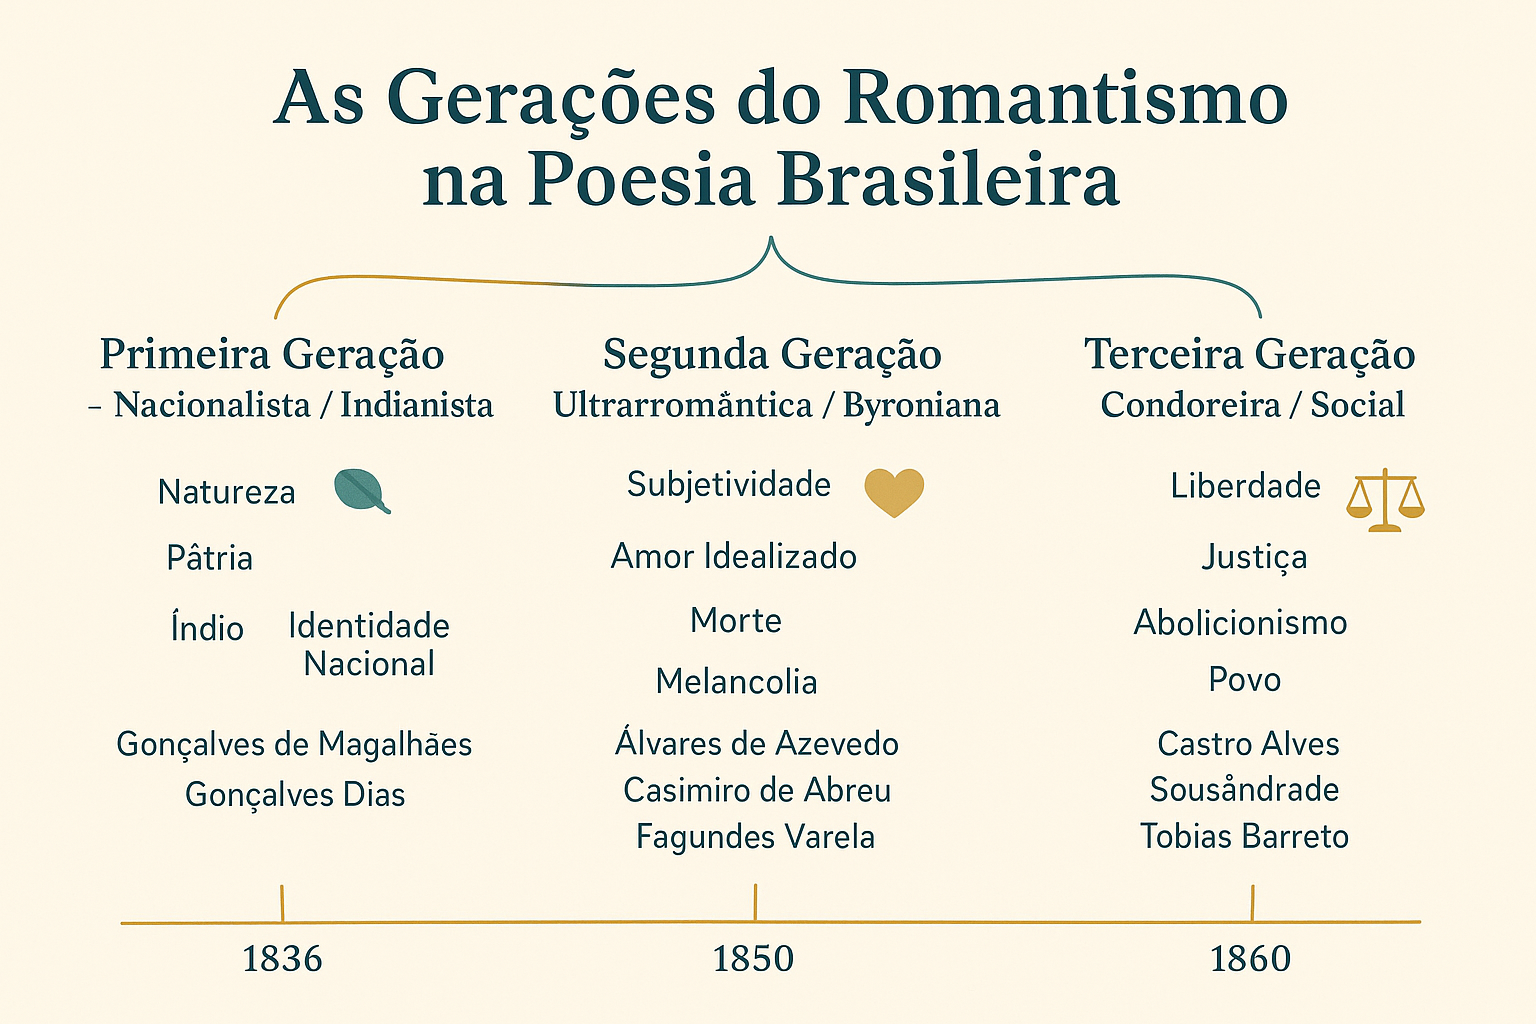 As Gerações do Romantismo
na Poesia Brasileira
Primeira Geração
– Nacionalista / Indianista
Natureza
Pâtria
Índio
Identidade
Nacional
Gonçalves de Magalhães
Gonçalves Dias
Segunda Geração
Ultrarromântica / Byroniana
Subjetividade
Amor Idealizado
Morte
Melancolia
Álvares de Azevedo
Casimiro de Abreu
Fagundes Varela
Terceira Geração
Condoreira / Social
Liberdade
Justiça
Abolicionismo
Povo
Castro Alves
Sousåndrade
Tobias Barreto
1836
1850
1860